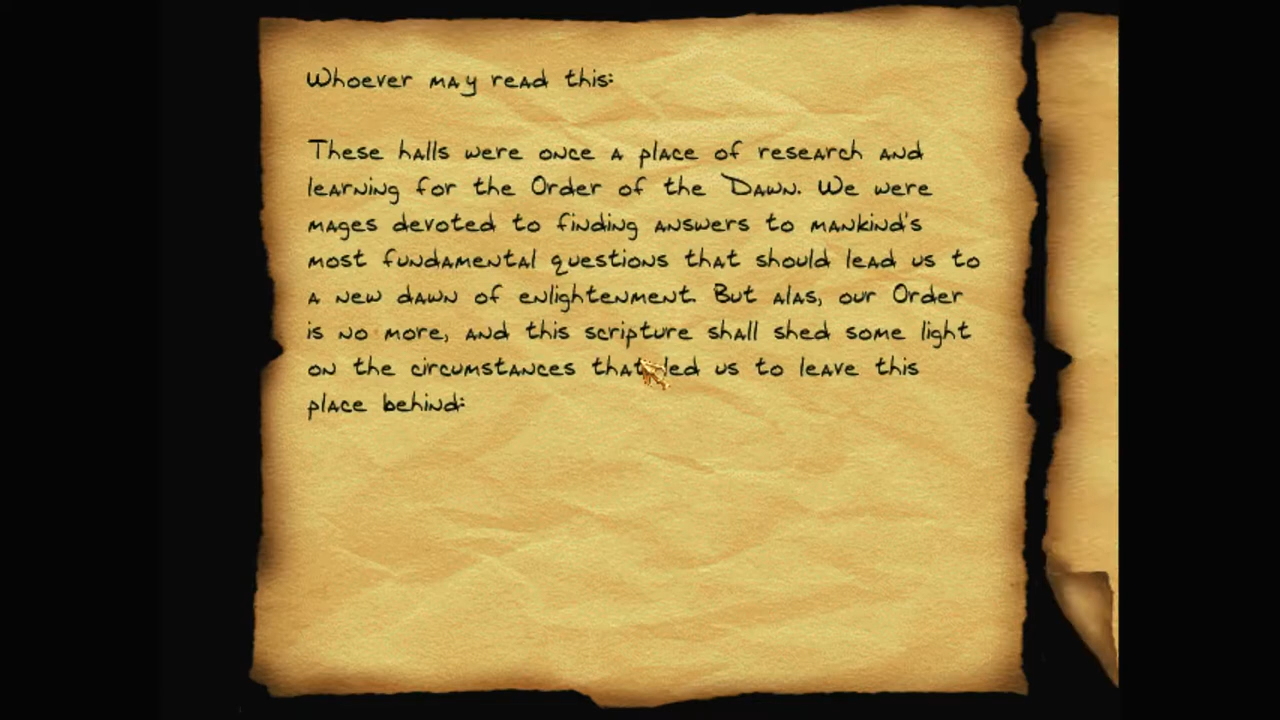 Whoever may read this:
These halls were once a place of research and
learning for the Order of the Dawn. We were
mages devoted to finding answers to mankind's
most fundamental questions that should lead us to
a new dawn of enlightenment. But alas, our Order
is no more, and this scripture shall shed some light
on the circumstances that led us to leave this
place behind: